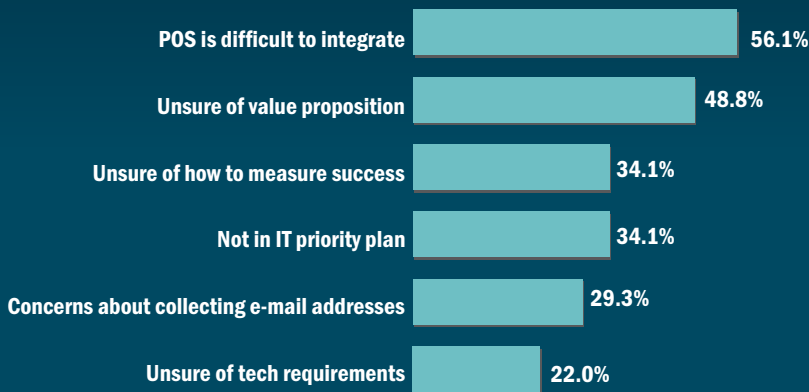 POS is difficult to integrate 56.1%
Unsure of value proposition 48.8%
Unsure of how to measure success 34.1%
Not in IT priority plan 34.1%
Concerns about collecting e-mail addresses 29.3%
Unsure of tech requirements 22.0%